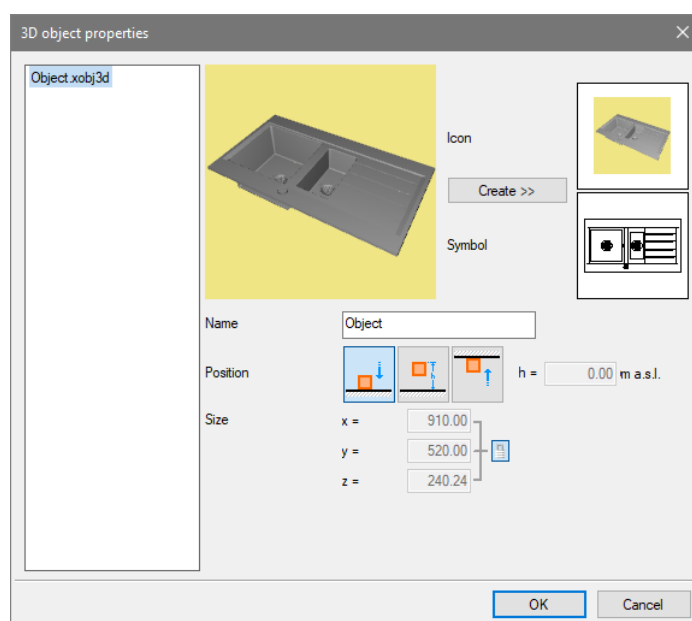 3D object properties
Object.xobj3d
Icon
Create >>
Symbol
Name Object
Position h = 0.00 m a.s.l.
Size x = 910.00
y = 520.00
z = 240.24
OK Cancel